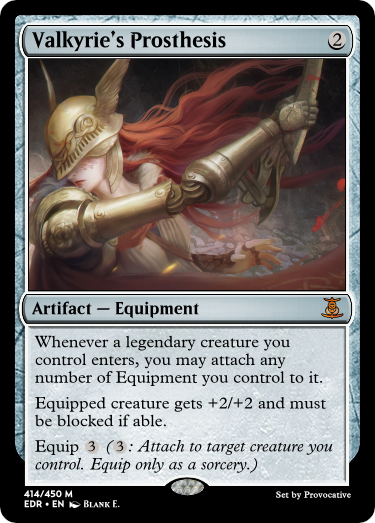 Valkyrie's Prosthesis 2
Artifact — Equipment
Whenever a legendary creature you
control enters, you may attach any
number of Equipment you control to it.
Equipped creature gets +2/+2 and must
be blocked if able.
Equip 3 (3: Attach to target creature you
control. Equip only as a sorcery.)
414/450 M
EDR • EN BLANK E.
Set by Provocative